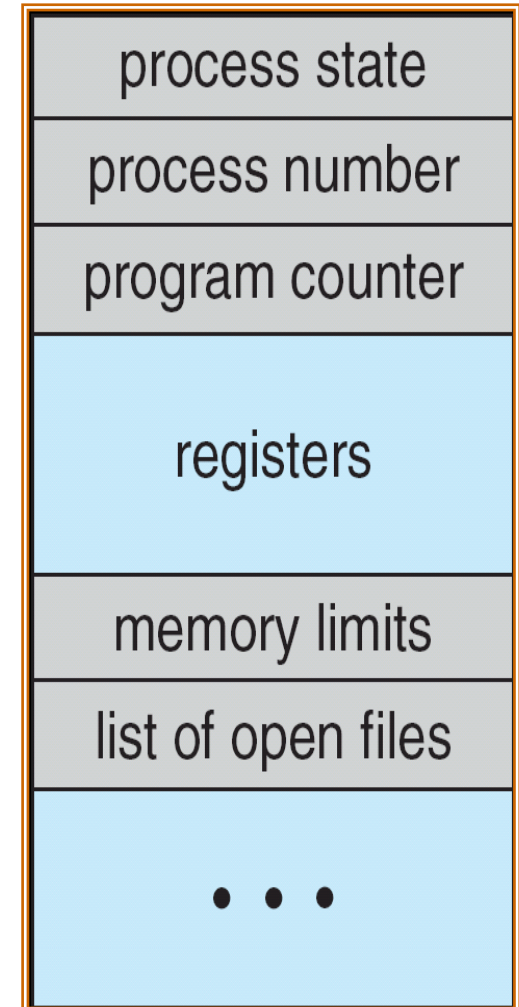 process state
process number
program counter
registers
memory limits
list of open files
• • •